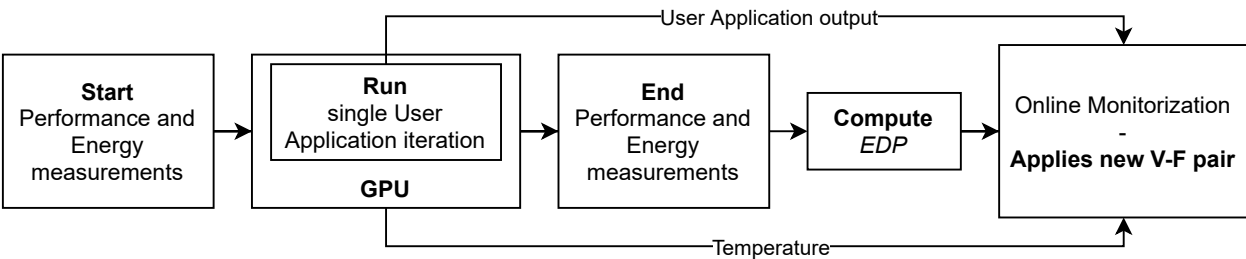 User Application output
Start
Performance and
Energy
measurements
Run
single User
Application iteration
GPU
End
Performance and
Energy
measurements
Compute
EDP
Online Monitorization
-
Applies new V-F pair
Temperature